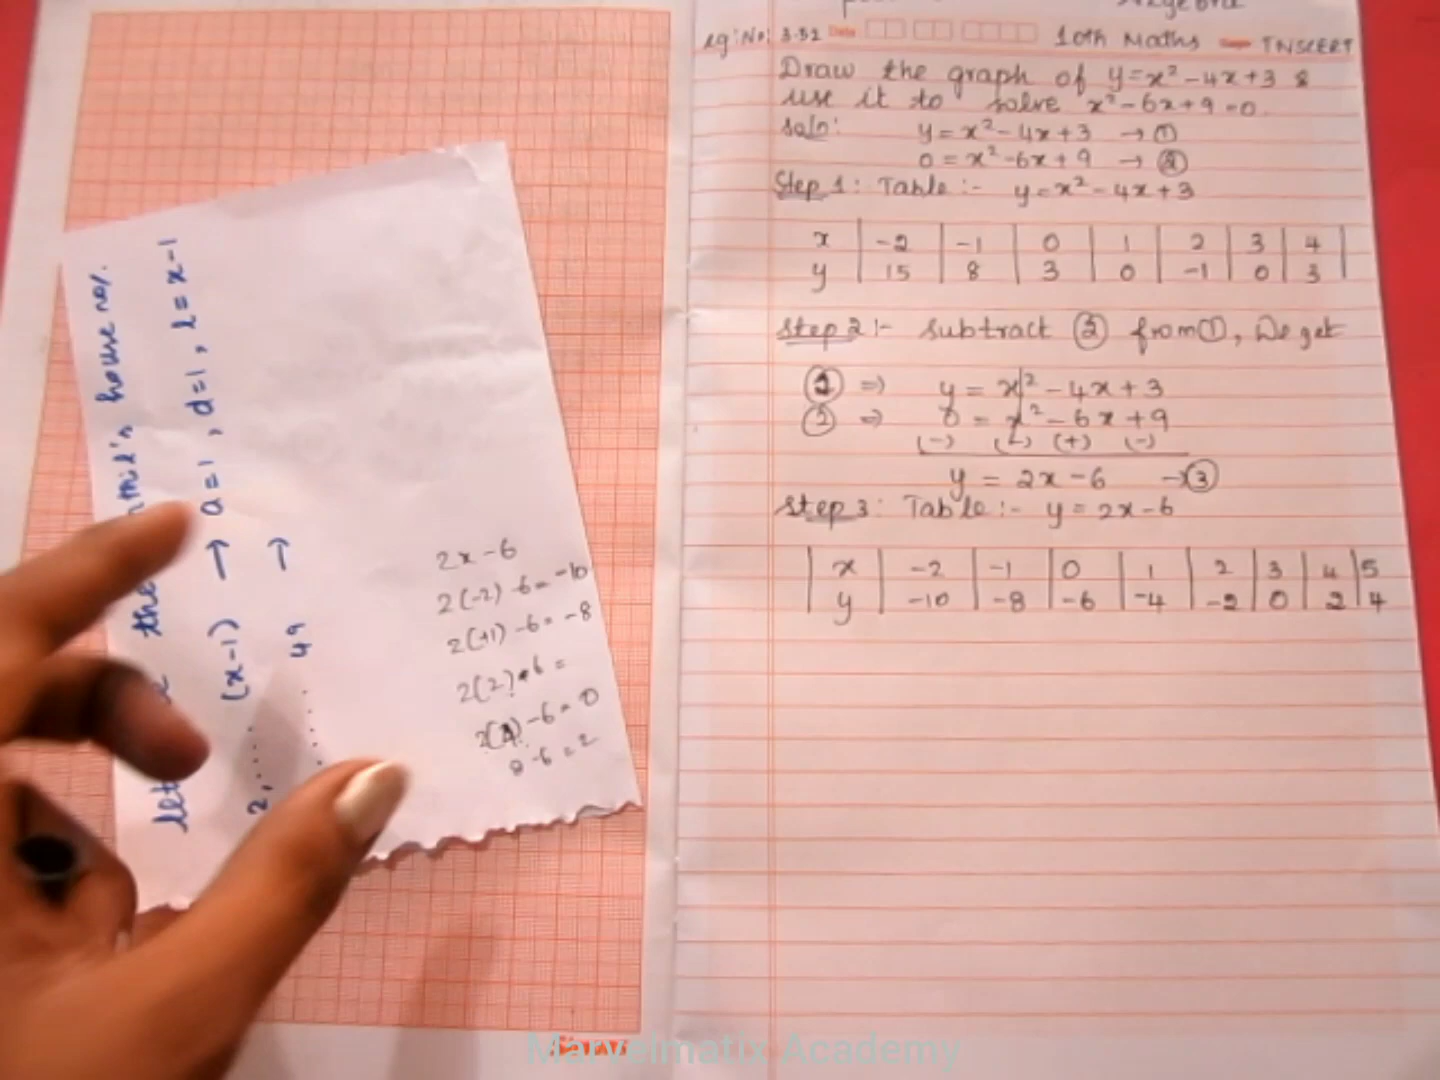 Algebra
eg: No: 3.52 Date 10th Maths TNSCERT
Draw the graph of y=x²-4x+3 &
use it to solve x²-6x+9=0.
Soln: y=x²-4x+3 → ①
0=x²-6x+9 → ②
Step 1: Table:- y=x²-4x+3
x | -2 | -1 | 0 | 1 | 2 | 3 | 4
y | 15 | 8 | 3 | 0 | -1 | 0 | 3
Step 2:- Subtract ② from ①, We get
⇒ y = x²-4x+3
⇒ 0 = x²-6x+9
(-) (-) (+) (-)
y = 2x-6 → ③
Step 3: Table:- y = 2x-6
x | -2 | -1 | 0 | 1 | 2 | 3 | 4 | 5
y | -10 | -8 | -6 | -4 | -2 | 0 | 2 | 4
Let the house no/.
(x-1) → a=1, d=1, l=x-1
2,.....
..... 49 →
2x-6
2(-2)-6=-10
2(+1)-6=-8
2(2)-6=
-6=0
8-6=2
Marvelmatix Academy